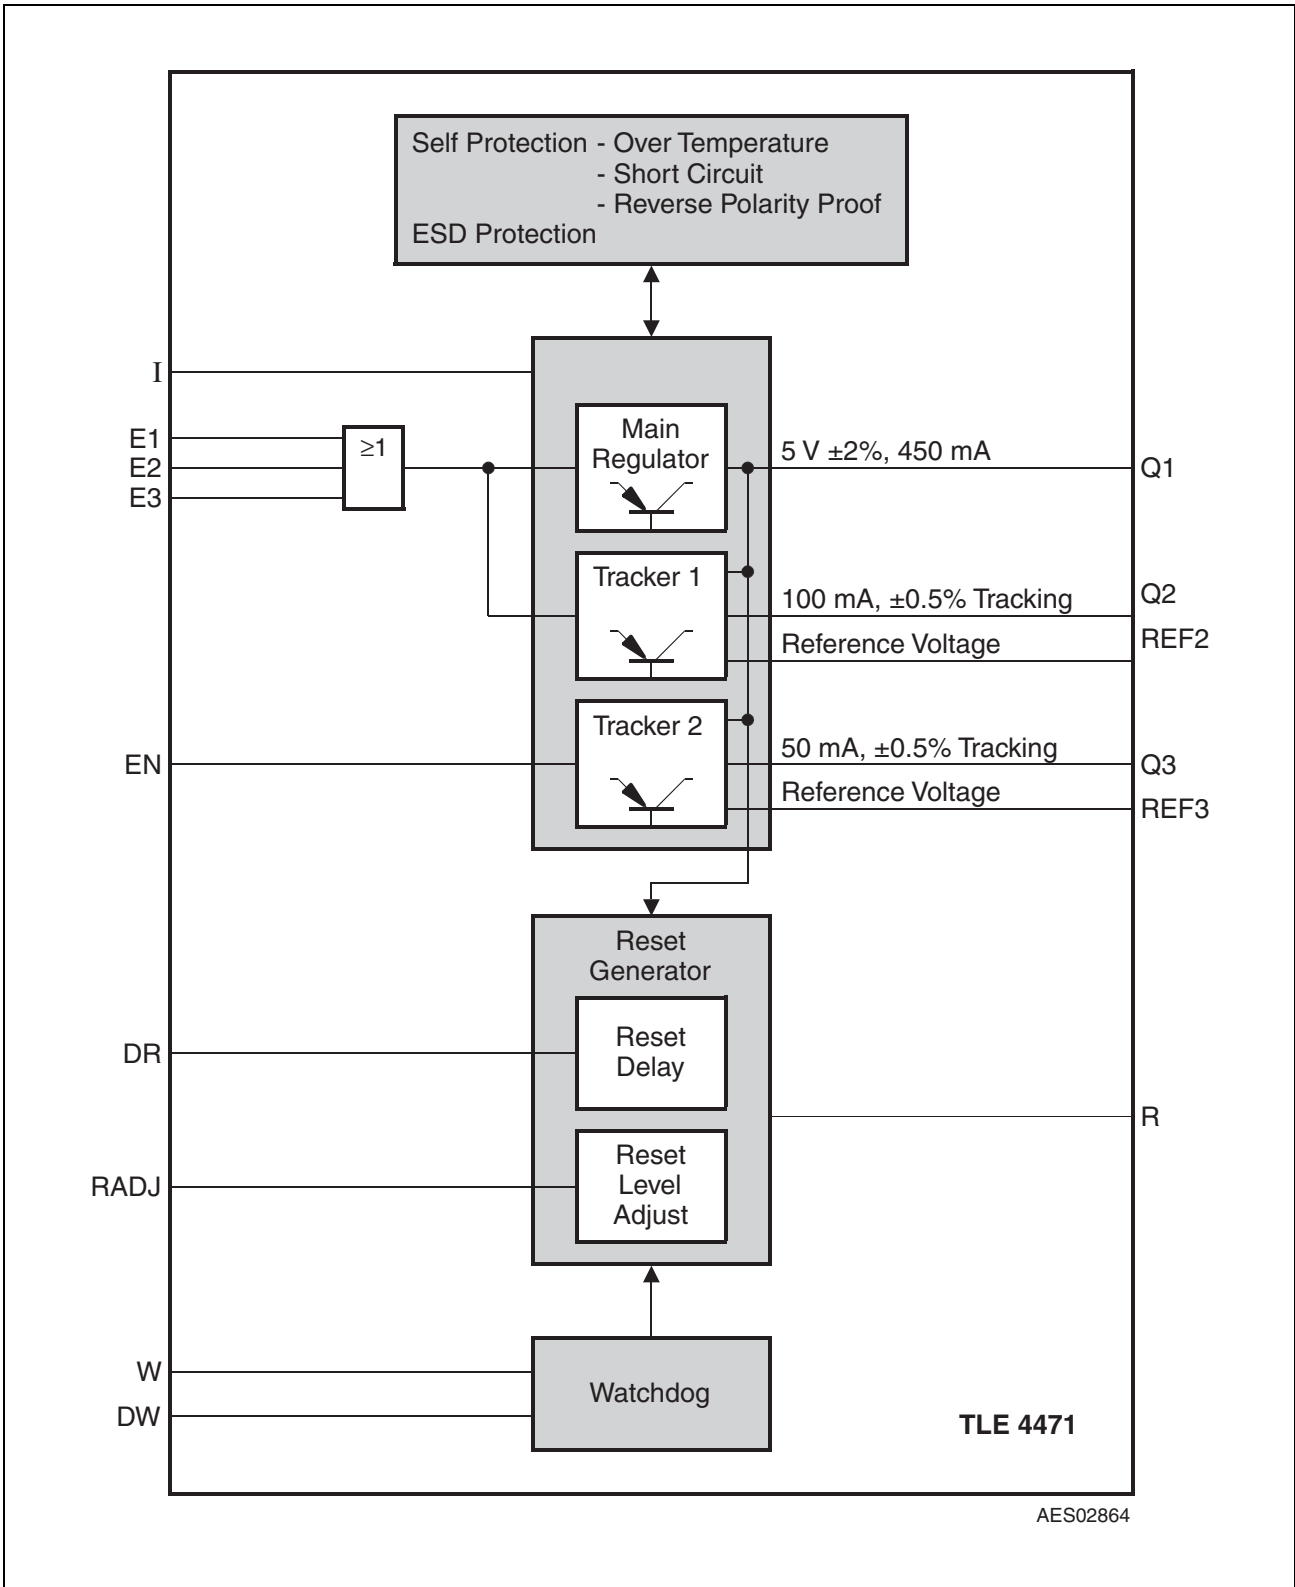 Self Protection - Over Temperature
- Short Circuit
- Reverse Polarity Proof
ESD Protection
I
E1
E2
E3
≥1
Main
Regulator
5 V ±2%, 450 mA
Q1
Tracker 1
100 mA, ±0.5% Tracking
Q2
Reference Voltage
REF2
Tracker 2
EN
50 mA, ±0.5% Tracking
Q3
Reference Voltage
REF3
Reset
Generator
Reset
Delay
DR
R
Reset
Level
Adjust
RADJ
W
DW
Watchdog
TLE 4471
AES02864